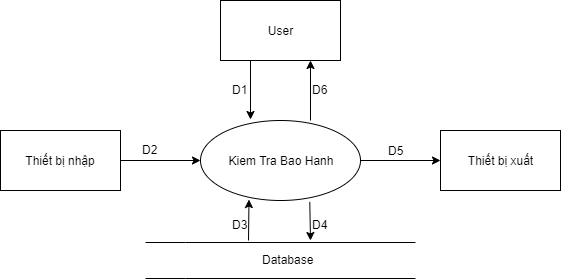 User
D1
D6
Thiết bị nhập
D2
Kiem Tra Bao Hanh
D5
Thiết bị xuất
D3
D4
Database